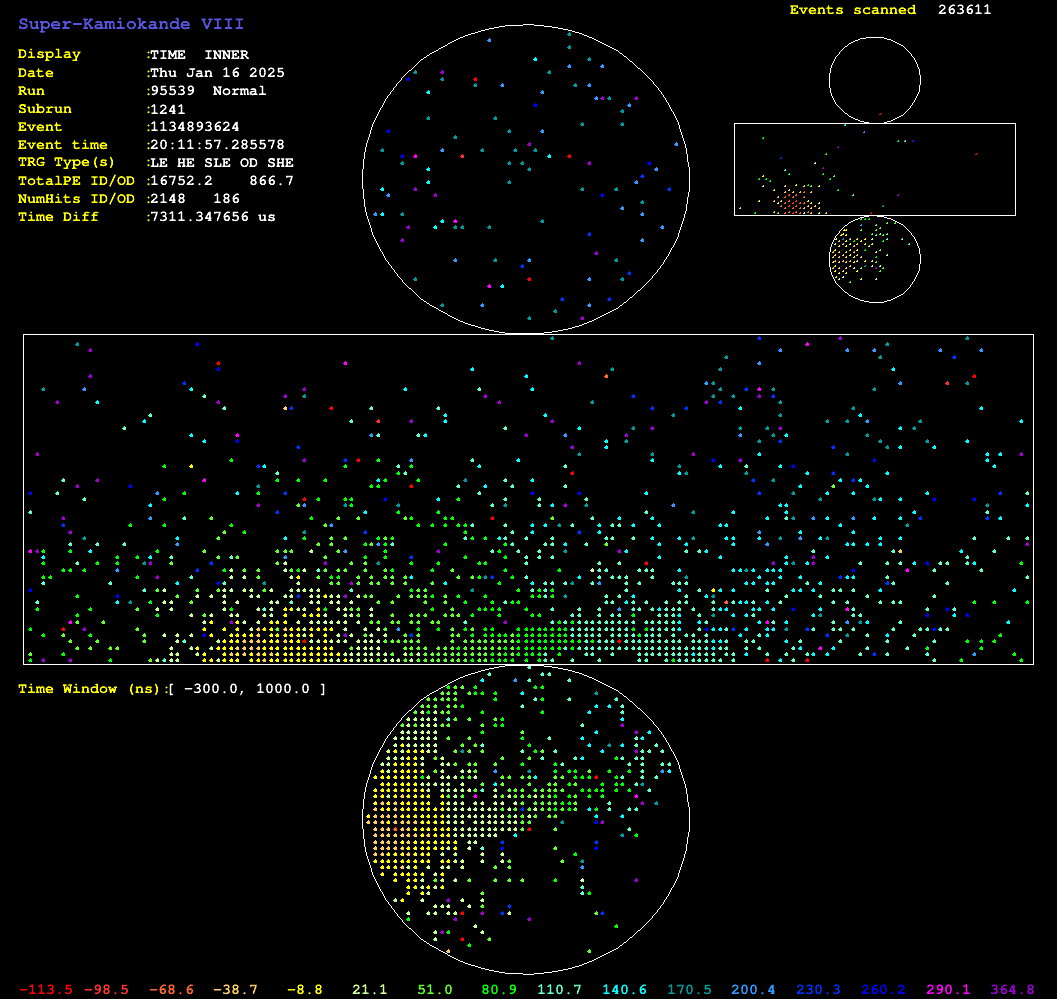 Super-Kamiokande VIII
Events scanned 263611
Display :TIME INNER
Date :Thu Jan 16 2025
Run :95539 Normal
Subrun :1241
Event :1134893624
Event time :20:11:57.285578
TRG Type(s) :LE HE SLE OD SHE
TotalPE ID/OD :16752.2 866.7
NumHits ID/OD :2148 186
Time Diff :7311.347656 us
Time Window (ns):[ -300.0, 1000.0 ]
-113.5 -98.5 -68.6 -38.7 -8.8 21.1 51.0 80.9 110.7 140.6 170.5 200.4 230.3 260.2 290.1 364.8